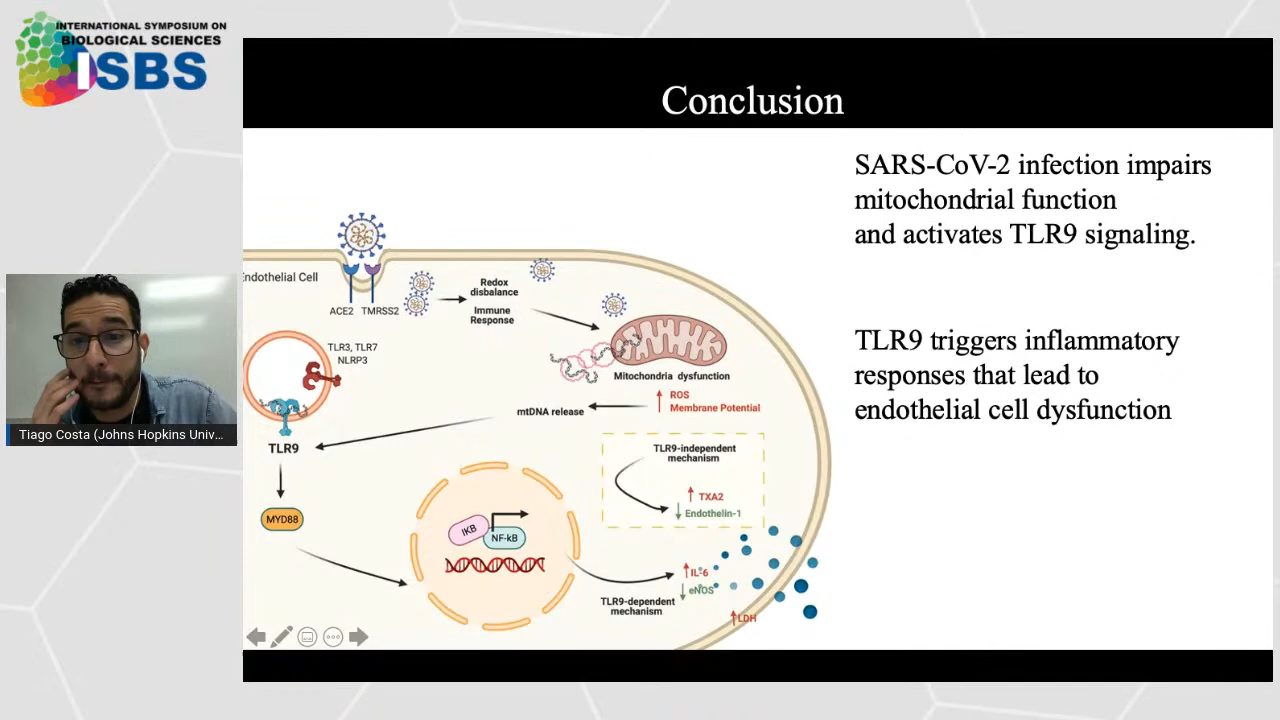 INTERNATIONAL SYMPOSIUM ON
BIOLOGICAL SCIENCES
ISBS
Conclusion
SARS-CoV-2 infection impairs
mitochondrial function
and activates TLR9 signaling.
TLR9 triggers inflammatory
responses that lead to
endothelial cell dysfunction
Endothelial Cell
ACE2
TMRSS2
Redox
disbalance
Immune
Response
TLR3, TLR7
NLRP3
Mitochondria dysfunction
ROS
Membrane Potential
mtDNA release
TLR9
TLR9-independent
mechanism
TXA2
Endothelin-1
MYD88
IKB
NF-kB
IL-6
eNOS
TLR9-dependent
mechanism
LDH
Tiago Costa (Johns Hopkins Univ...